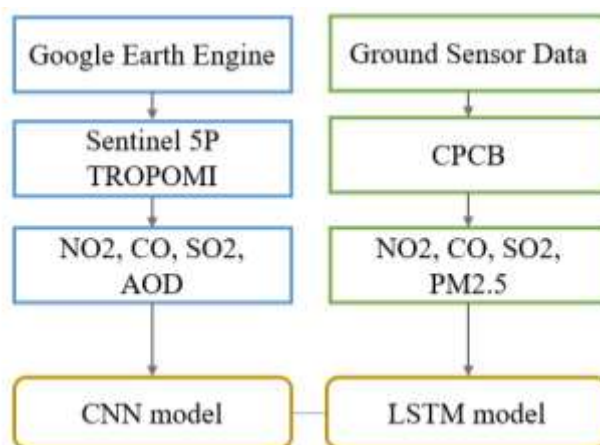 Google Earth Engine
Ground Sensor Data
Sentinel 5P
TROPOMI
CPCB
NO2, CO, SO2,
AOD
NO2, CO, SO2,
PM2.5
CNN model
LSTM model